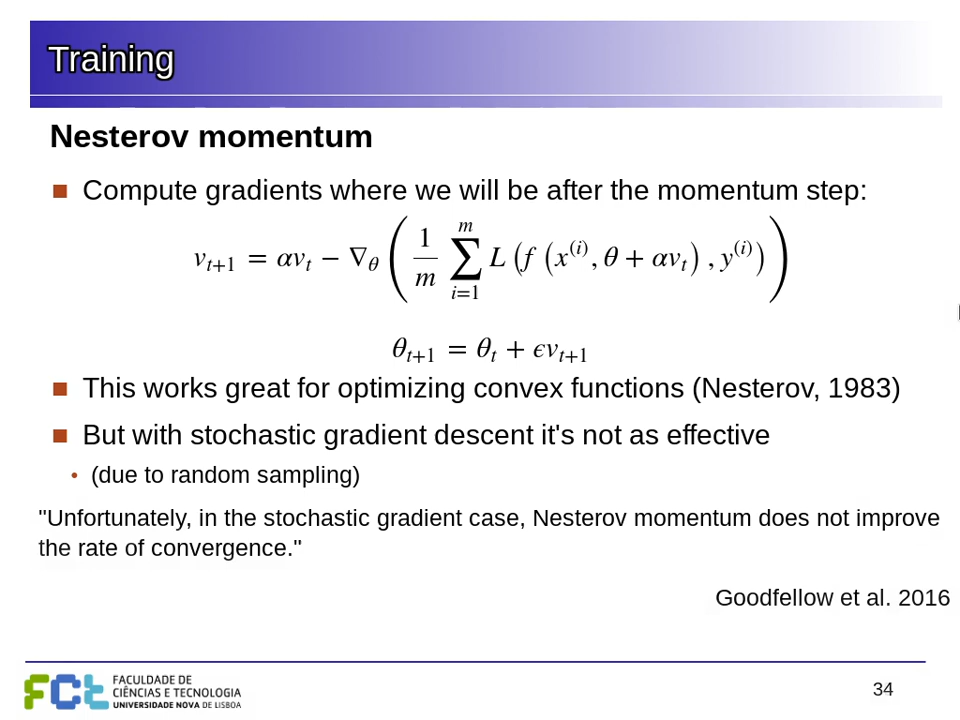 Training
Nesterov momentum
Compute gradients where we will be after the momentum step:
v_{t+1} = αv_t − ∇_θ ( 1/m ∑_{i=1}^{m} L (f (x^{(i)}, θ + αv_t) , y^{(i)}) )
θ_{t+1} = θ_t + ϵv_{t+1}
This works great for optimizing convex functions (Nesterov, 1983)
But with stochastic gradient descent it's not as effective
(due to random sampling)
"Unfortunately, in the stochastic gradient case, Nesterov momentum does not improve
the rate of convergence."
Goodfellow et al. 2016
FCt
FACULDADE DE
CIÊNCIAS E TECNOLOGIA
UNIVERSIDADE NOVA DE LISBOA
34